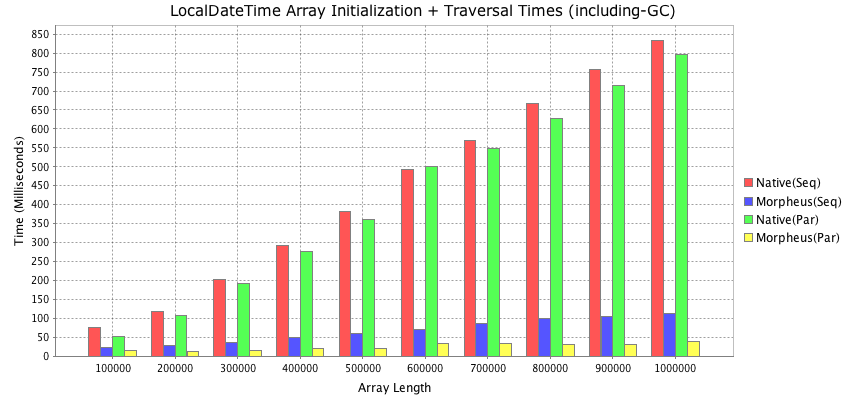 LocalDateTime Array Initialization + Traversal Times (including-GC)
850
800
750
700
650
600
550
500
450
400
350
300
250
200
150
100
50
0
Time (Milliseconds)
100000 200000 300000 400000 500000 600000 700000 800000 900000 1000000
Array Length
Native(Seq)
Morpheus(Seq)
Native(Par)
Morpheus(Par)